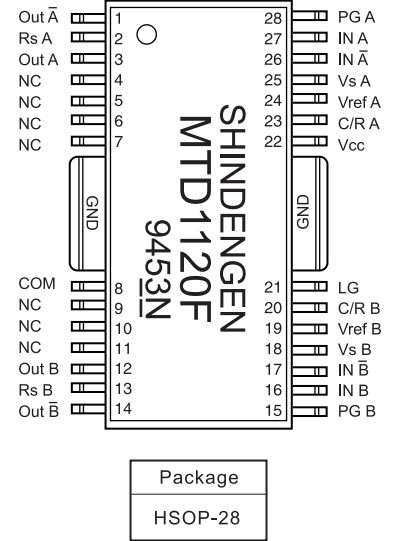 Out A̅ 1 28 PG A
Rs A 2 27 IN A
Out A 3 26 IN A̅
NC 4 25 Vs A
NC 5 24 Vref A
NC 6 23 C/R A
NC 7 22 Vcc
GND
GND
SHINDENGEN
MTD1120F
9453N̲
COM 8 21 LG
NC 9 20 C/R B
NC 10 19 Vref B
NC 11 18 Vs B
Out B 12 17 IN B̅
Rs B 13 16 IN B
Out B̅ 14 15 PG B
Package
HSOP-28